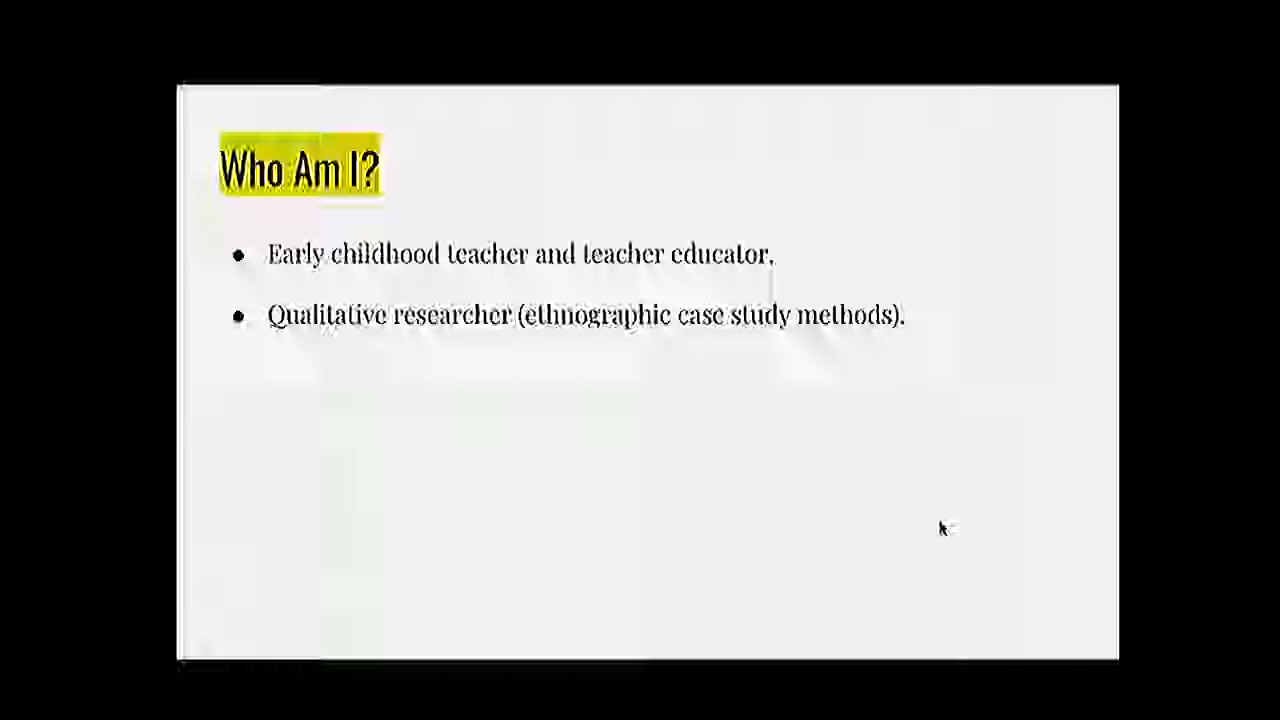 Who Am I?
● Early childhood teacher and teacher educator.
● Qualitative researcher (ethnographic case study methods).